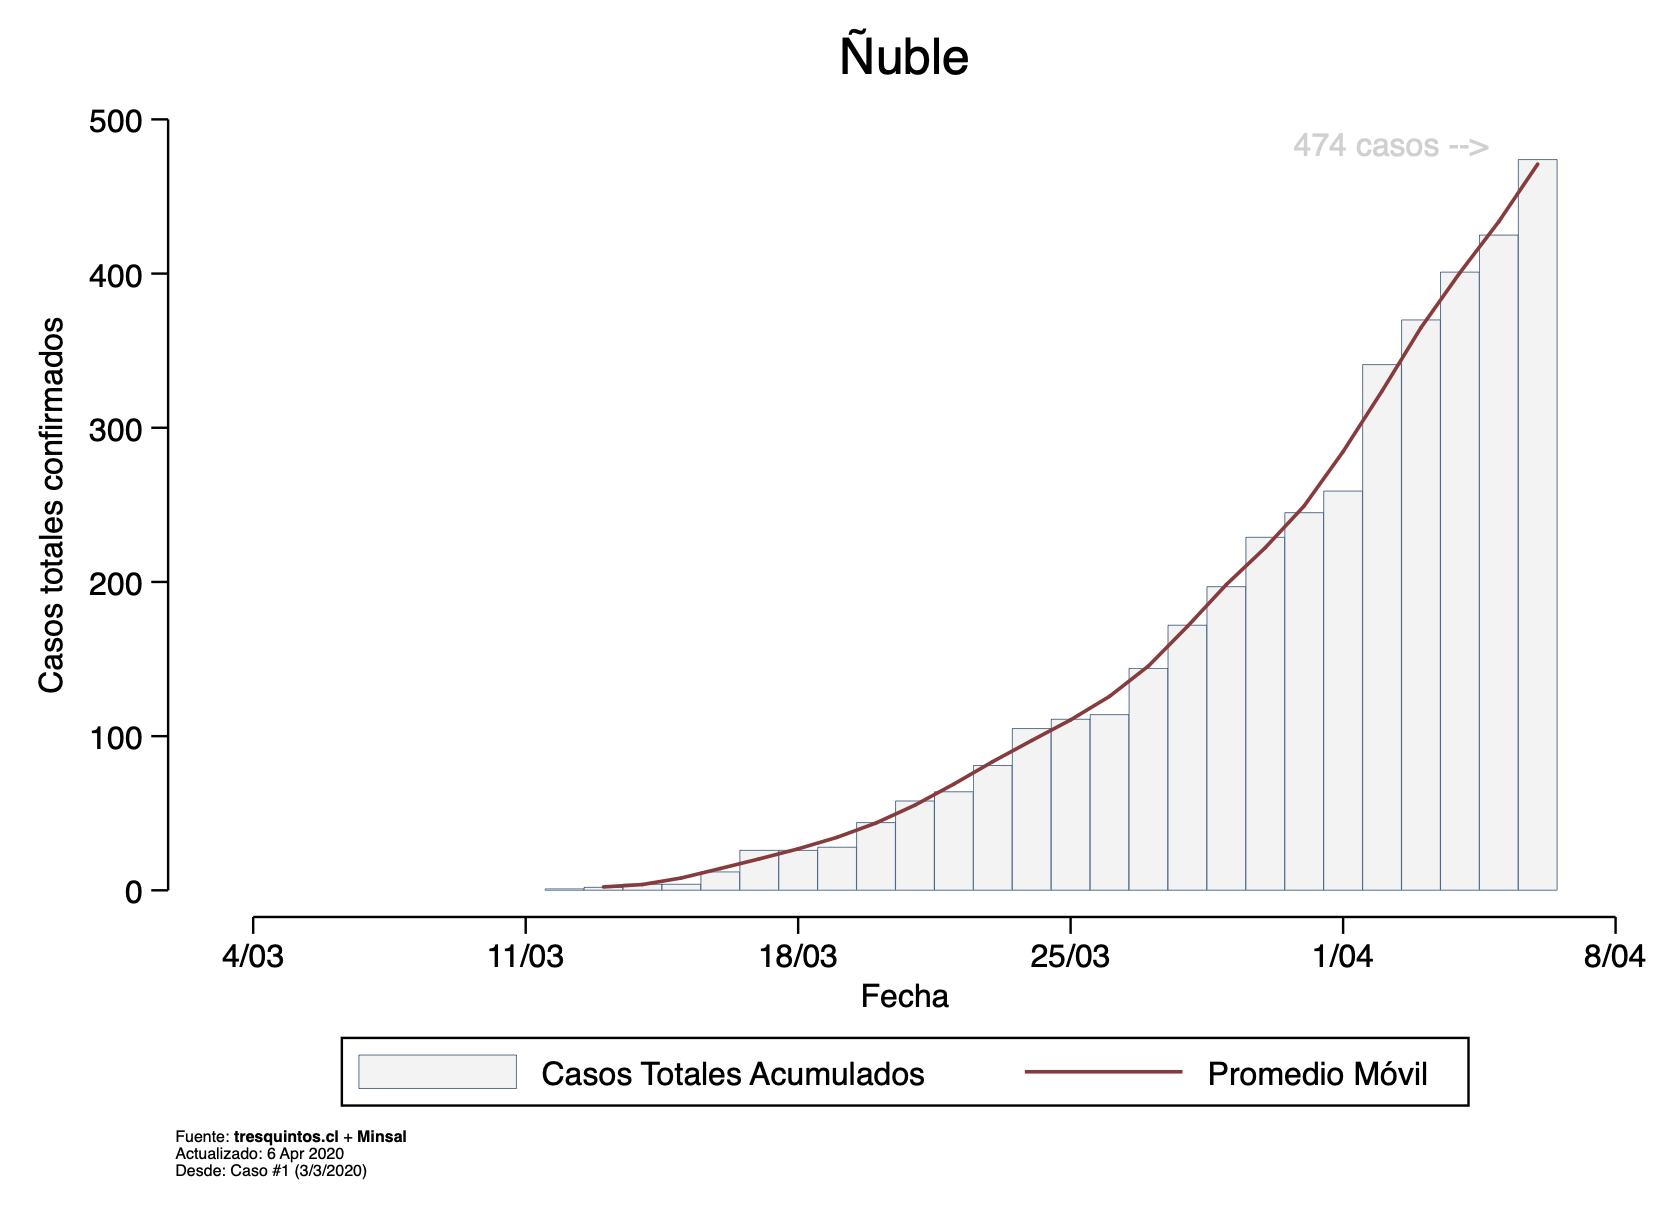 Ñuble
500
400
300
200
100
0
Casos totales confirmados
474 casos -->
4/03 11/03 18/03 25/03 1/04 8/04
Fecha
Casos Totales Acumulados Promedio Móvil
Fuente: tresquintos.cl + Minsal
Actualizado: 6 Apr 2020
Desde: Caso #1 (3/3/2020)